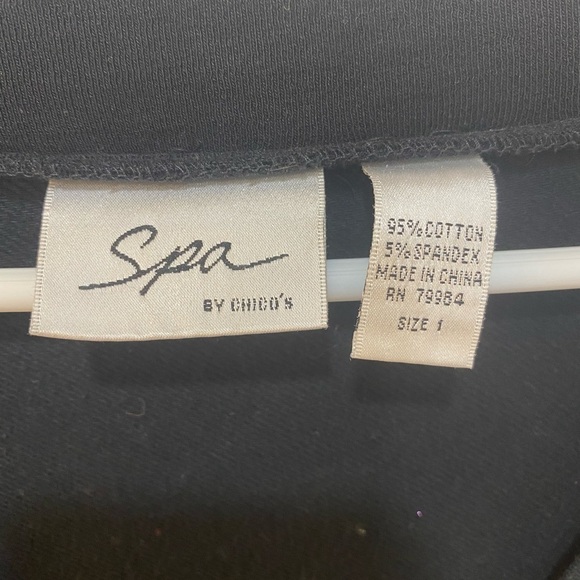 Spa
BY CHICO'S
95% COTTON
5% SPANDEX
MADE IN CHINA
RN 79984
SIZE 1